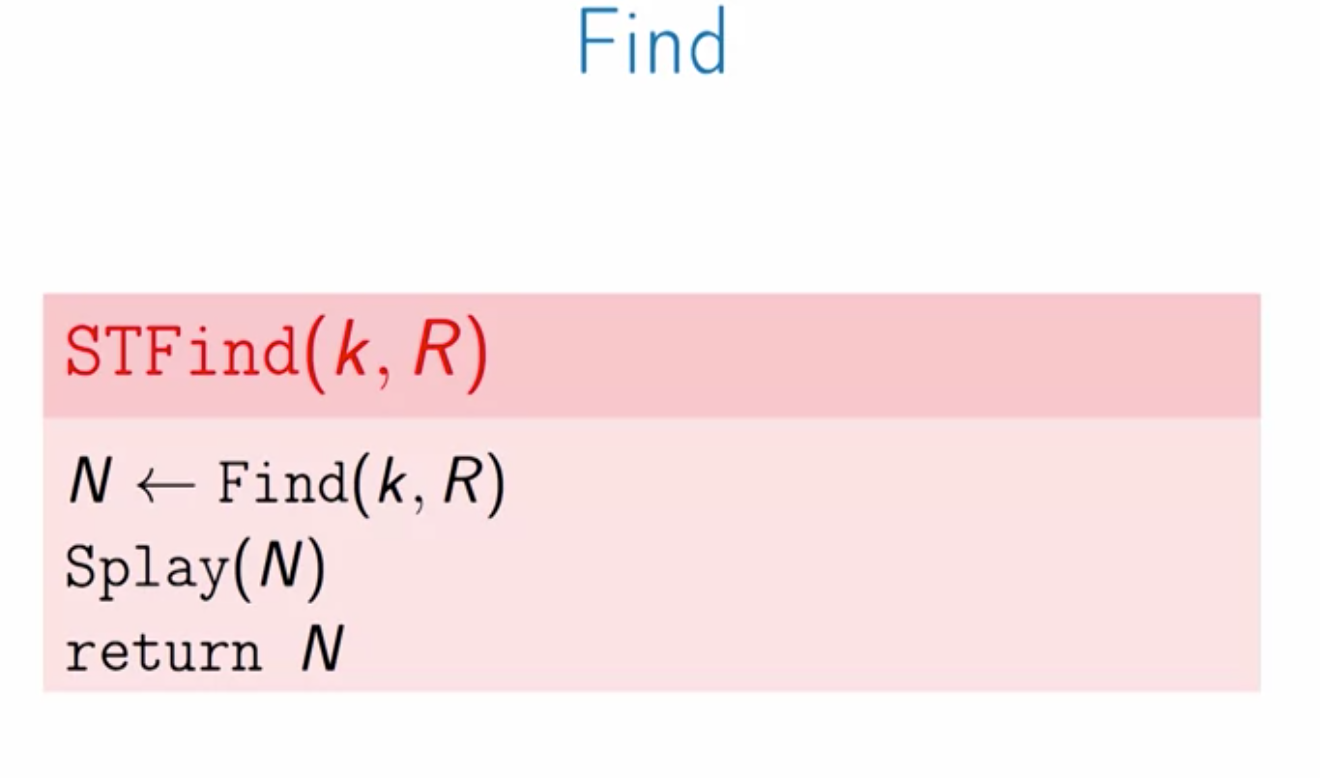 Find
STFind(k, R)
N ← Find(k, R)
Splay(N)
return N